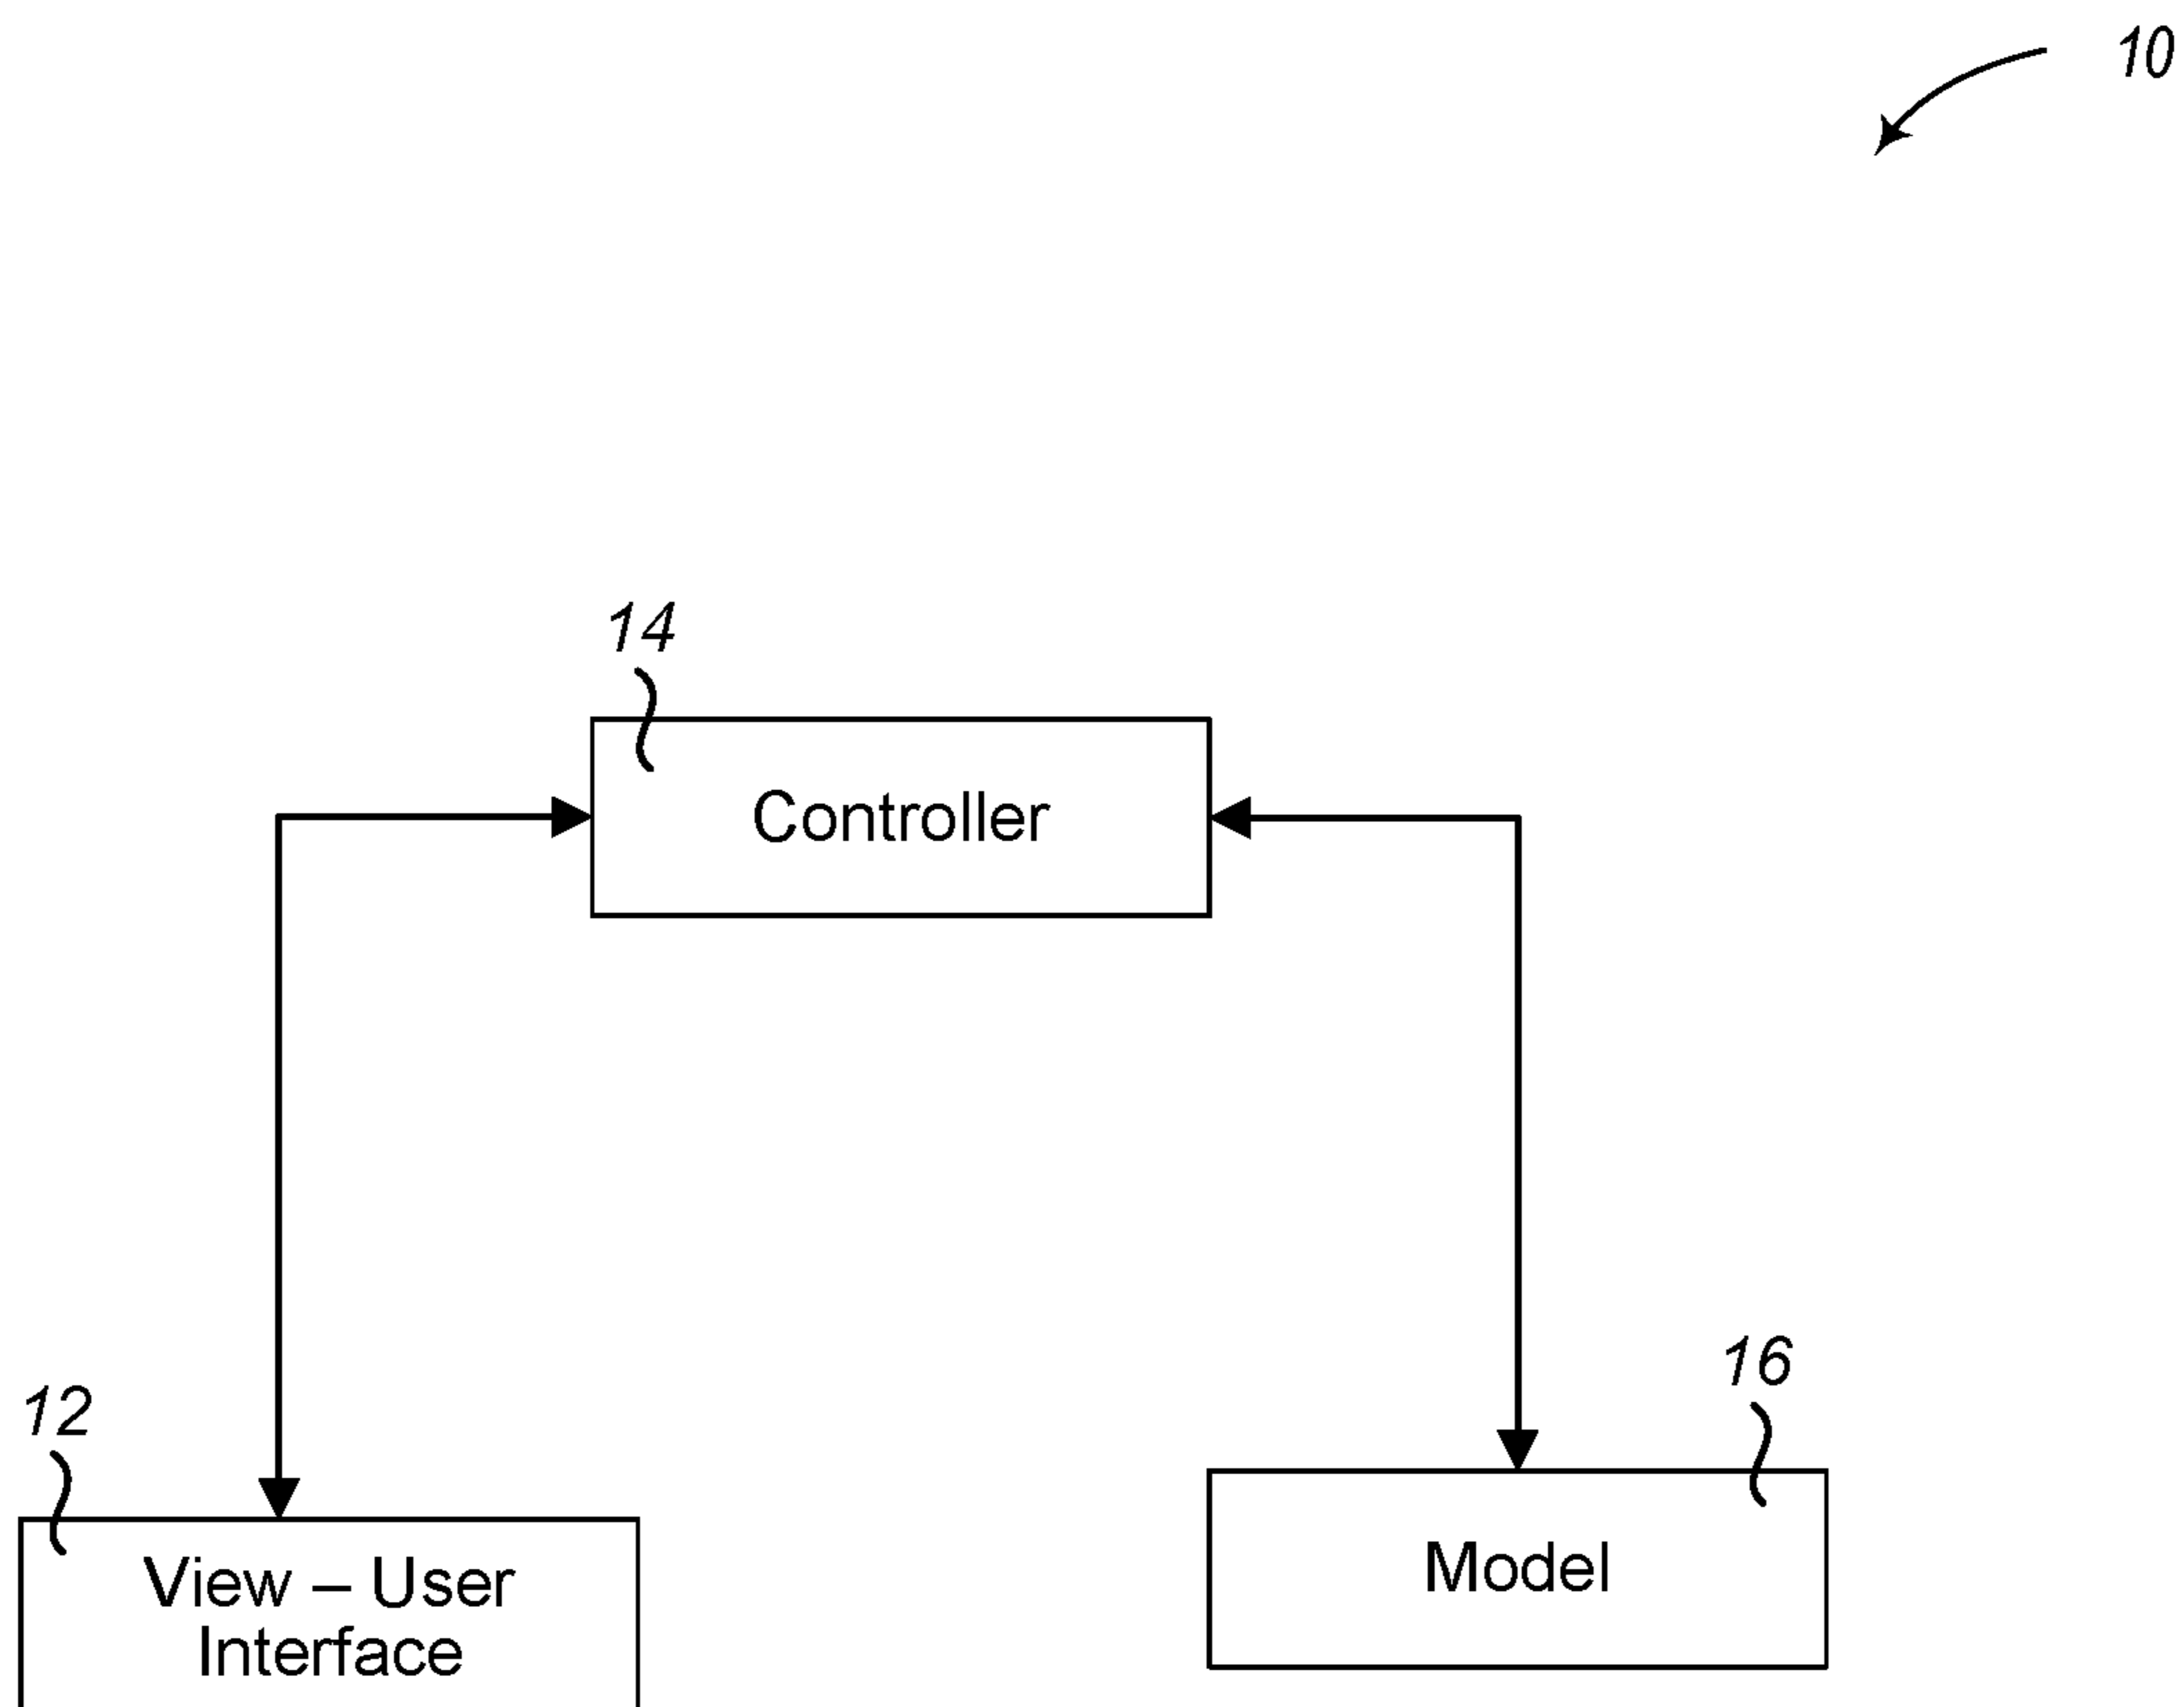 10
14
Controller
16
12
Model
View – User
Interface